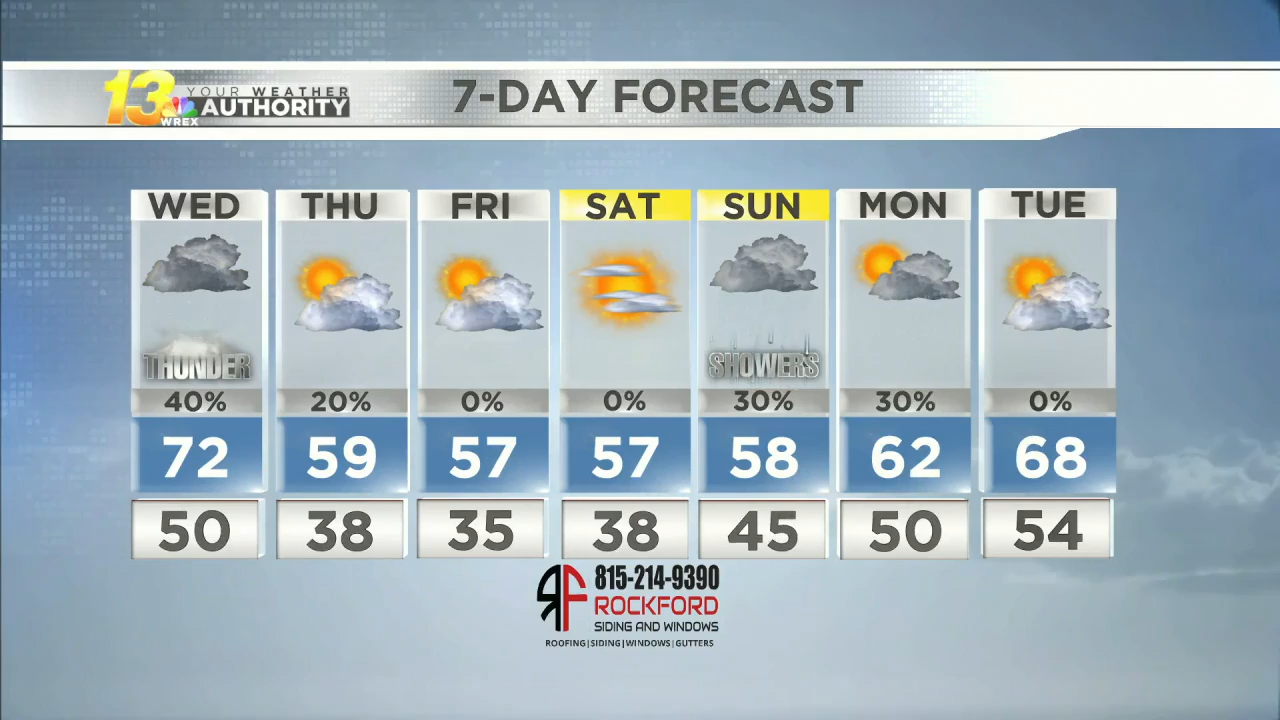 13
WREX
YOUR WEATHER
AUTHORITY
7-DAY FORECAST
WED THU FRI SAT SUN MON TUE
THUNDER SHOWERS
40% 20% 0% 0% 30% 30% 0%
72 59 57 57 58 62 68
50 38 35 38 45 50 54
RF
815-214-9390
ROCKFORD
SIDING AND WINDOWS
ROOFING|SIDING|WINDOWS|GUTTERS